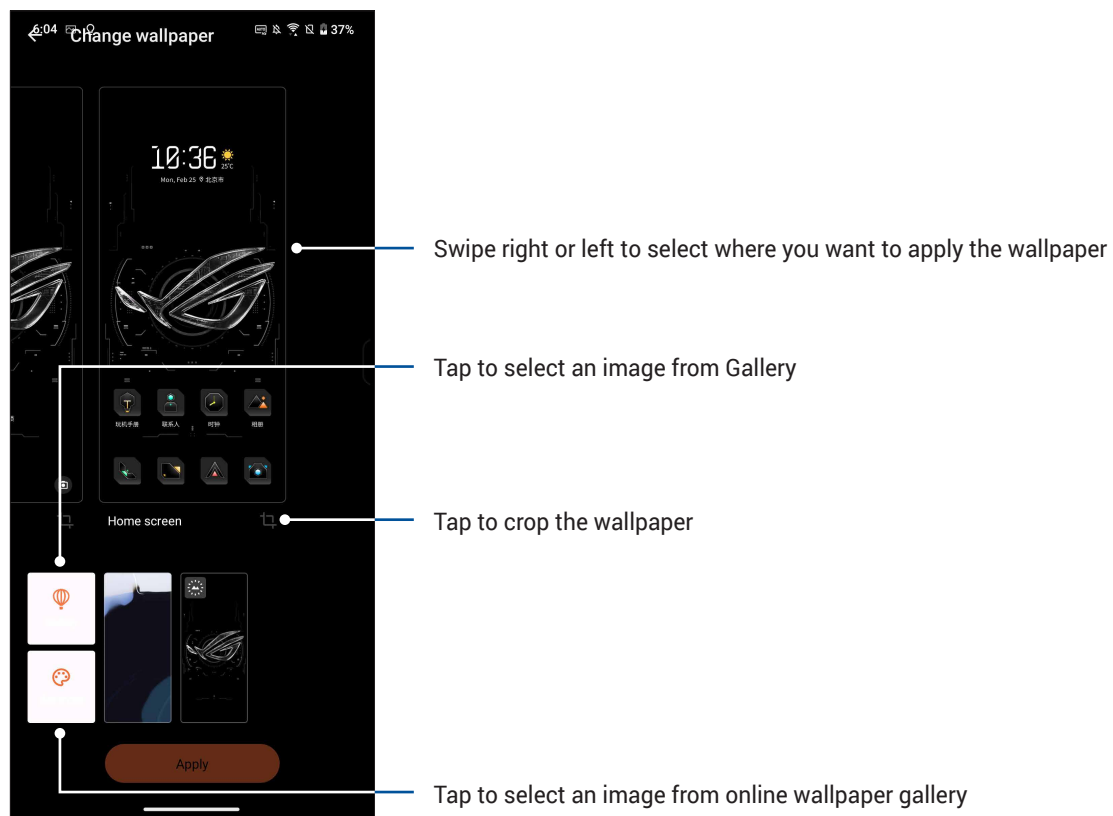 6:04
37%
Change wallpaper
10:36
25°C
Mon, Feb 25 北京市
Swipe right or left to select where you want to apply the wallpaper
Tap to select an image from Gallery
玩机手册 联系人 时钟 相册
Home screen
Tap to crop the wallpaper
Apply
Tap to select an image from online wallpaper gallery